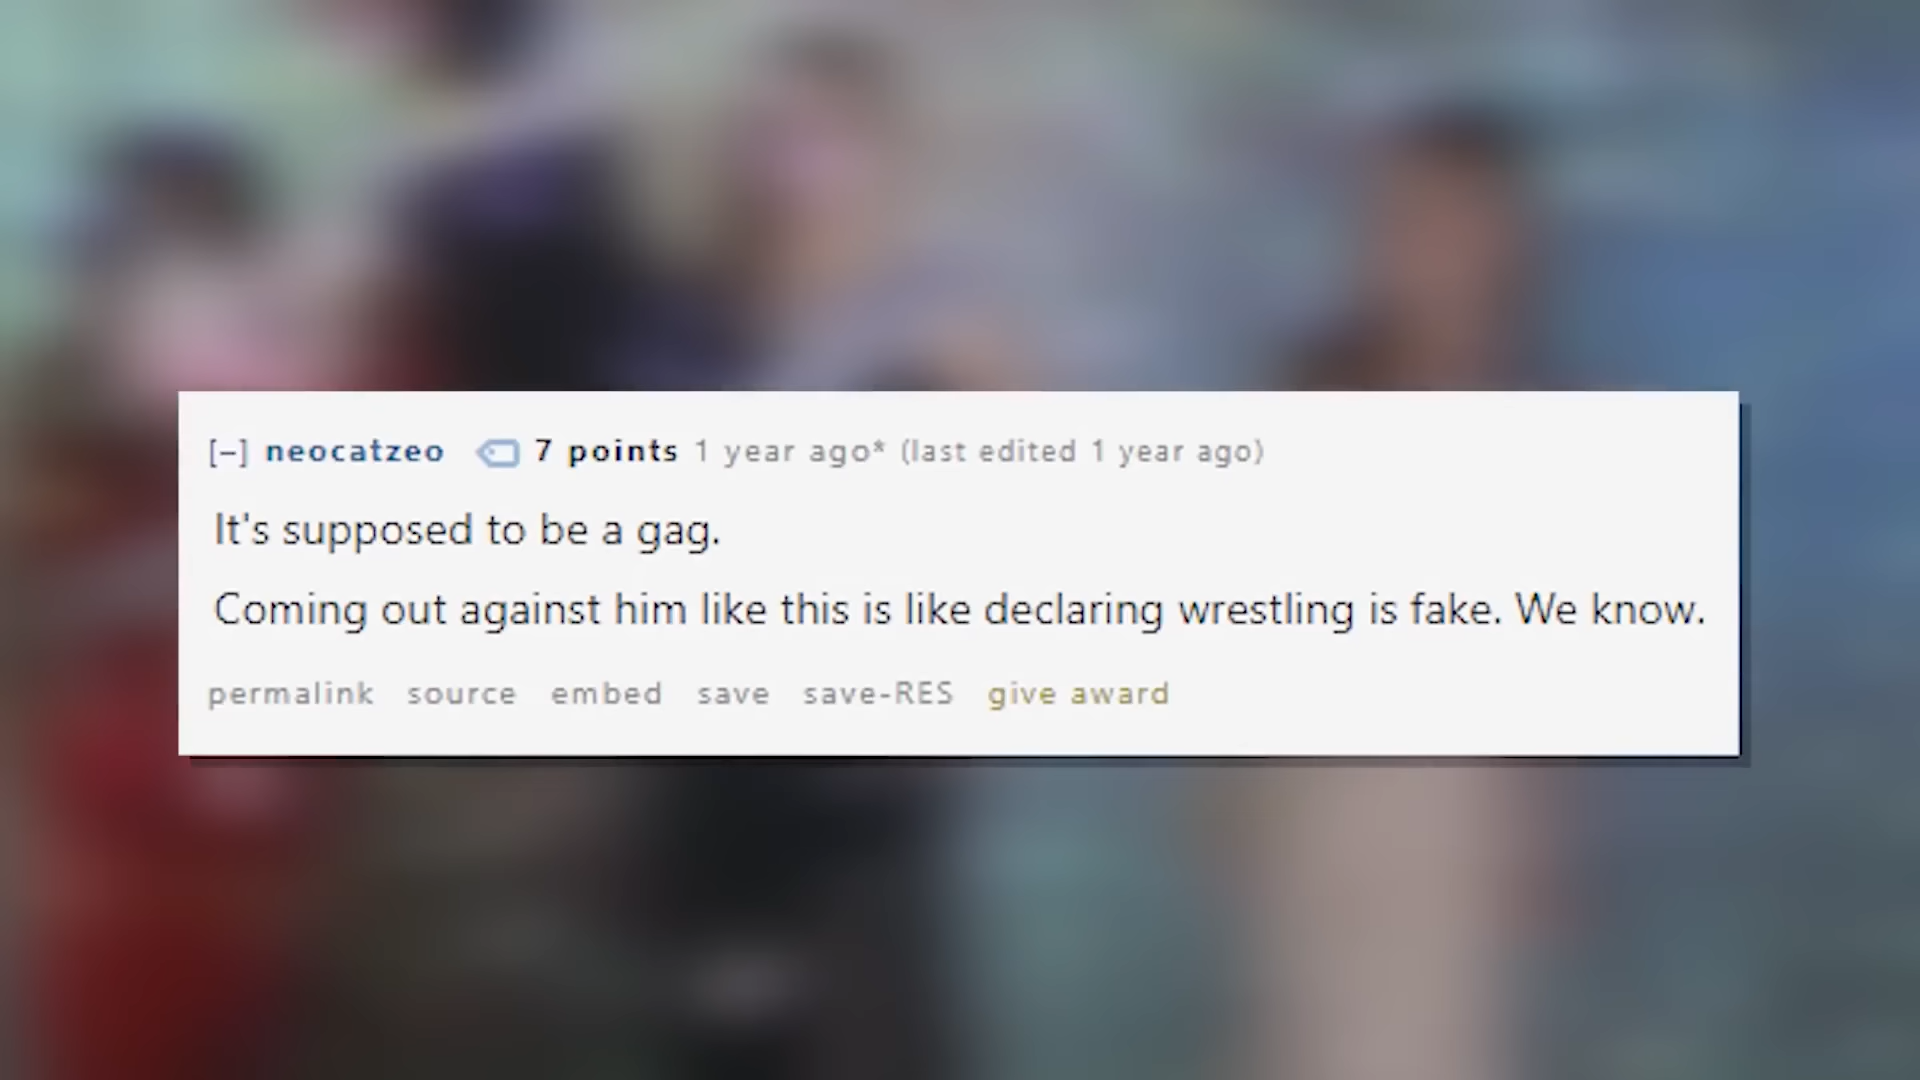 [–] neocatzeo 7 points 1 year ago* (last edited 1 year ago)
It's supposed to be a gag.
Coming out against him like this is like declaring wrestling is fake. We know.
permalink source embed save save-RES give award